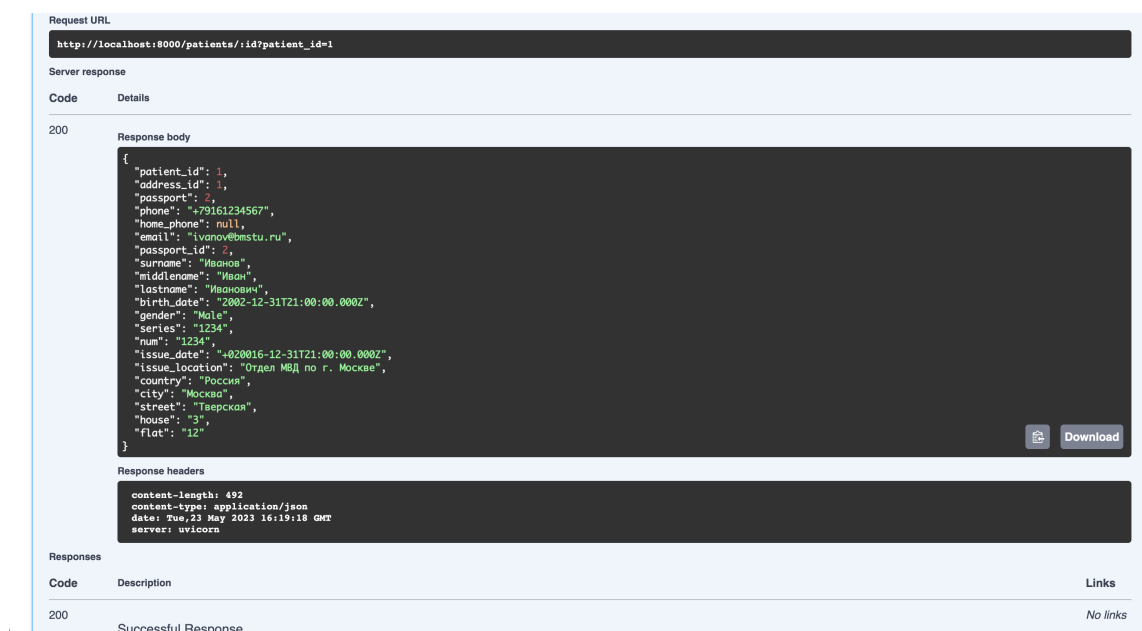 Request URL
http://localhost:8000/patients/:id?patient_id=1
Server response
Code Details
200
Response body
{
"patient_id": 1,
"address_id": 1,
"passport": 2,
"phone": "+79161234567",
"home_phone": null,
"email": "ivanov@bmstu.ru",
"passport_id": 2,
"surname": "Иванов",
"middlename": "Иван",
"lastname": "Иванович",
"birth_date": "2002-12-31T21:00:00.000Z",
"gender": "Male",
"series": "1234",
"num": "1234",
"issue_date": "+020016-12-31T21:00:00.000Z",
"issue_location": "Отдел МВД по г. Москве",
"country": "Россия",
"city": "Москва",
"street": "Тверская",
"house": "3",
"flat": "12"
}
Download
Response headers
content-length: 492
content-type: application/json
date: Tue,23 May 2023 16:19:18 GMT
server: uvicorn
Responses
Code Description Links
200 No links
Successful Response